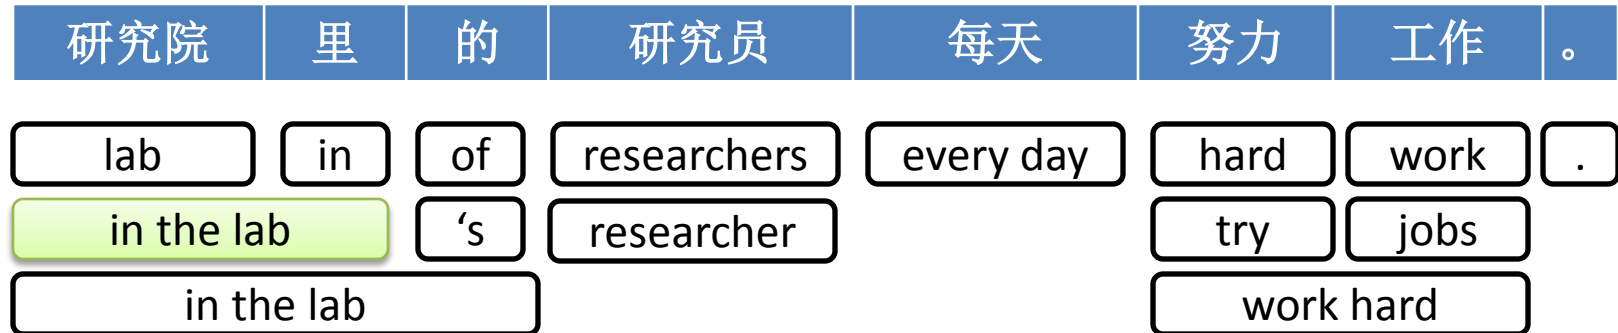 研究院 里 的 研究员 每天 努力 工作 。
lab in of researchers every day hard work .
in the lab ‘s researcher try jobs
in the lab work hard